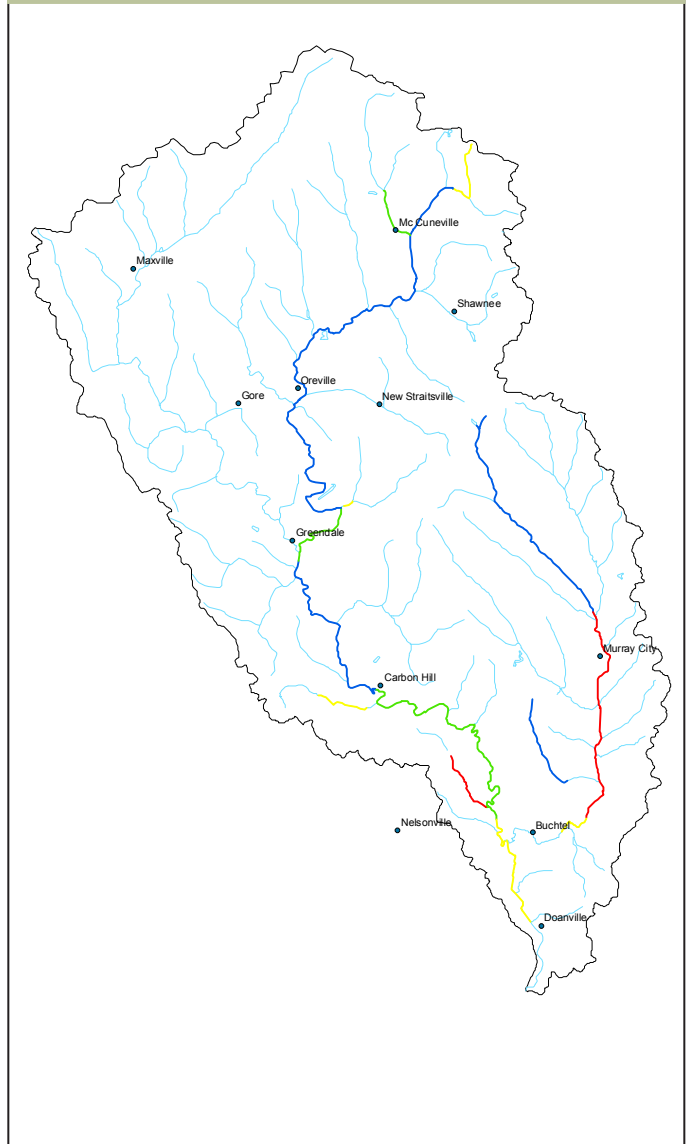 Mc Cuneville
Maxville
Shawnee
Oreville
Gore
New Straitsville
Greendale
Murray City
Carbon Hill
Nelsonville
Buchtel
Doanville